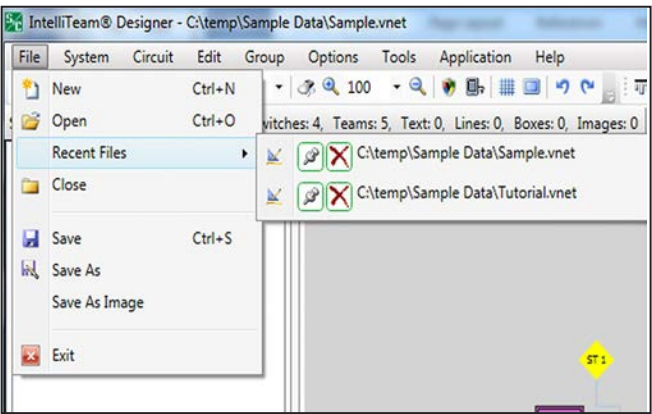 IntelliTeam® Designer - C:\temp\Sample Data\Sample.vnet
File System Circuit Edit Group Options Tools Application Help
New Ctrl+N
100
Open Ctrl+O
witches: 4, Teams: 5, Text: 0, Lines: 0, Boxes: 0, Images: 0
Recent Files
C:\temp\Sample Data\Sample.vnet
Close
C:\temp\Sample Data\Tutorial.vnet
Save Ctrl+S
Save As
Save As Image
Exit
ST 1